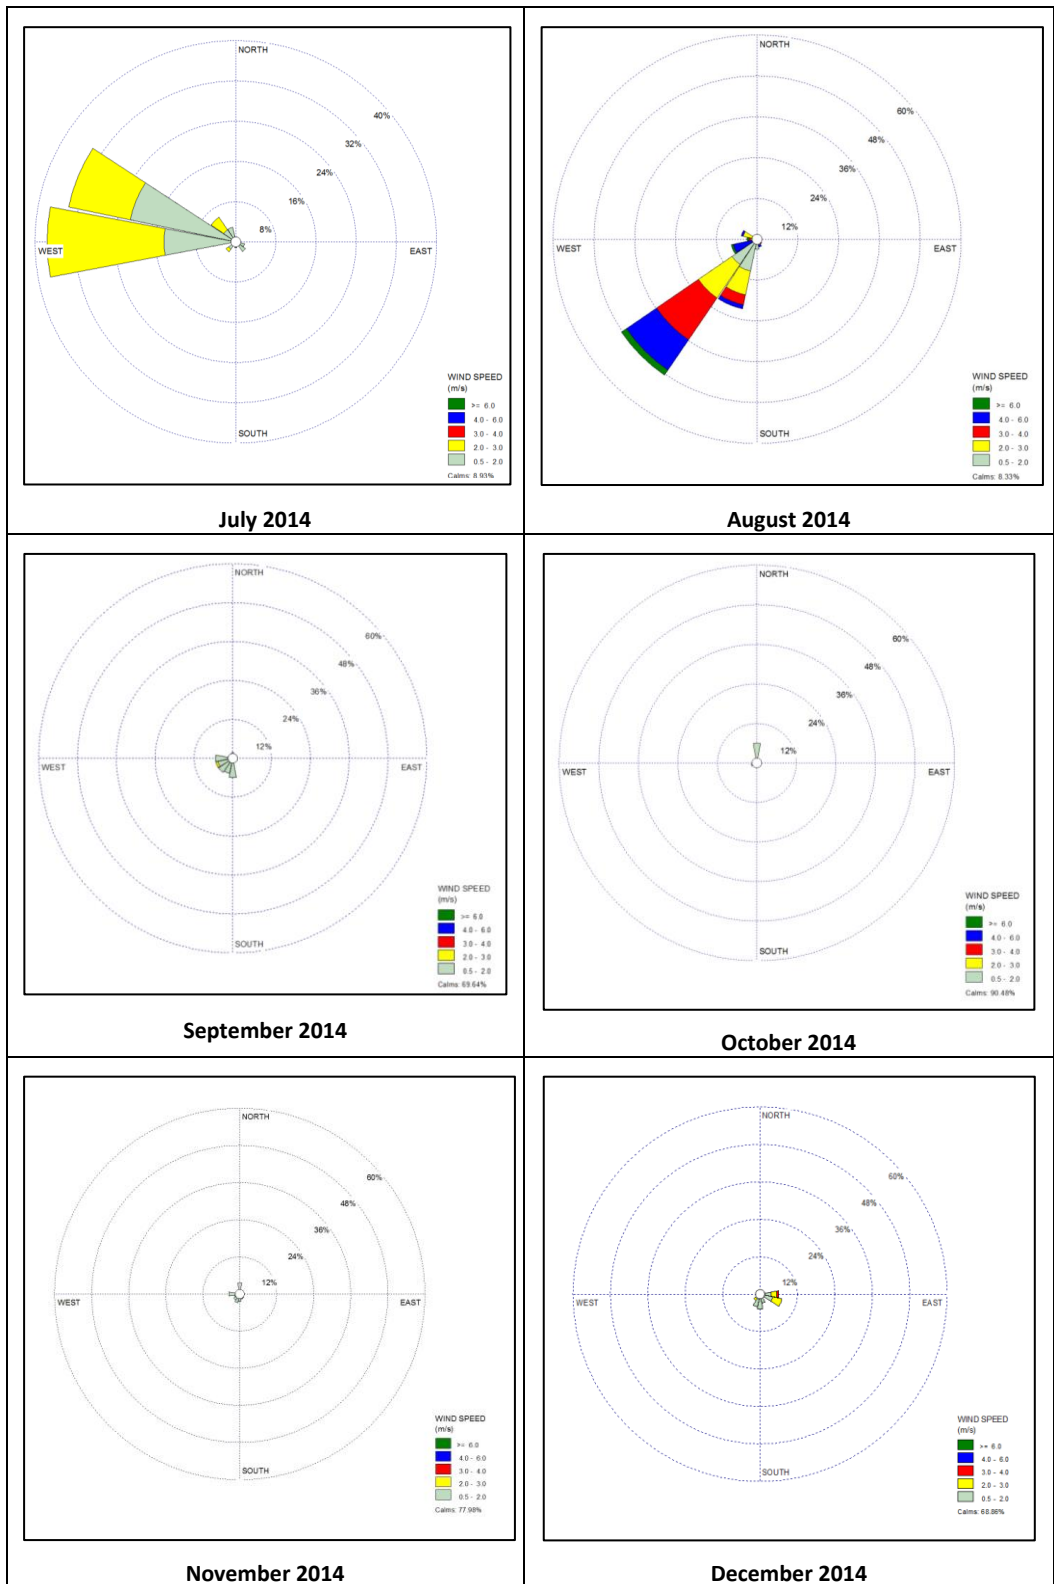 NORTH
40%
32%
24%
16%
8%
WEST
EAST
SOUTH
WIND SPEED
(m/s)
>= 6.0
4.0 - 6.0
3.0 - 4.0
2.0 - 3.0
0.5 - 2.0
Calms: 8.93%
July 2014
NORTH
60%
48%
36%
24%
12%
WEST
EAST
SOUTH
WIND SPEED
(m/s)
>= 6.0
4.0 - 6.0
3.0 - 4.0
2.0 - 3.0
0.5 - 2.0
Calms: 8.33%
August 2014
NORTH
60%
48%
36%
24%
12%
WEST
EAST
SOUTH
WIND SPEED
(m/s)
>= 6.0
4.0 - 6.0
3.0 - 4.0
2.0 - 3.0
0.5 - 2.0
Calms: 69.64%
September 2014
NORTH
60%
48%
36%
24%
12%
WEST
EAST
SOUTH
WIND SPEED
(m/s)
>= 6.0
4.0 - 6.0
3.0 - 4.0
2.0 - 3.0
0.5 - 2.0
Calms: 90.48%
October 2014
NORTH
60%
48%
36%
24%
12%
WEST
EAST
SOUTH
WIND SPEED
(m/s)
>= 6.0
4.0 - 6.0
3.0 - 4.0
2.0 - 3.0
0.5 - 2.0
Calms: 77.98%
November 2014
NORTH
60%
48%
36%
24%
12%
WEST
EAST
SOUTH
WIND SPEED
(m/s)
>= 6.0
4.0 - 6.0
3.0 - 4.0
2.0 - 3.0
0.5 - 2.0
Calms: 68.86%
December 2014